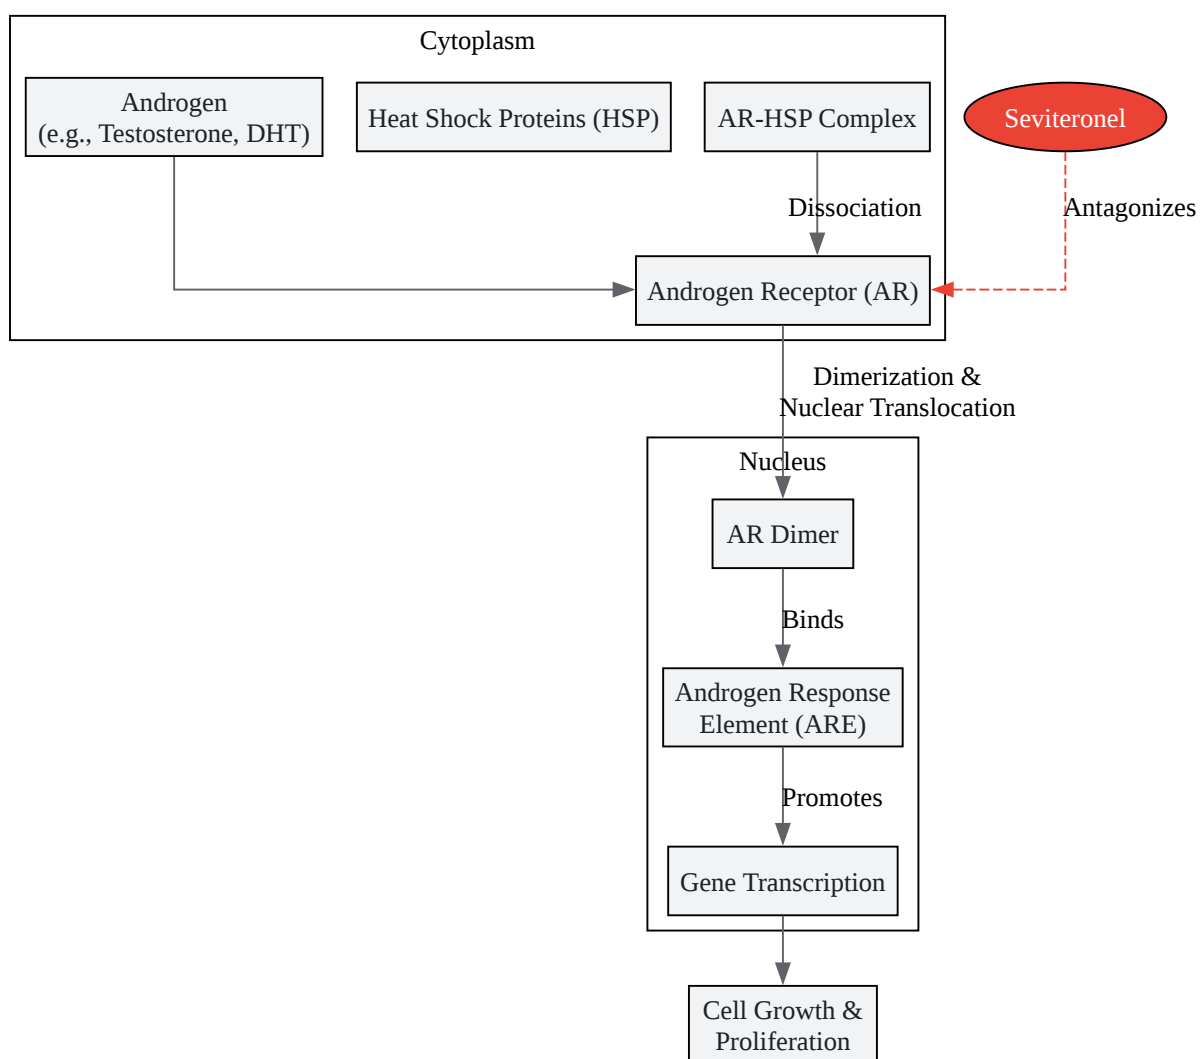 Cytoplasm
Androgen
(e.g., Testosterone, DHT)
Heat Shock Proteins (HSP)
AR-HSP Complex
Seviteronel
Dissociation
Antagonizes
Androgen Receptor (AR)
Dimerization &
Nuclear Translocation
Nucleus
AR Dimer
Binds
Androgen Response
Element (ARE)
Promotes
Gene Transcription
Cell Growth &
Proliferation